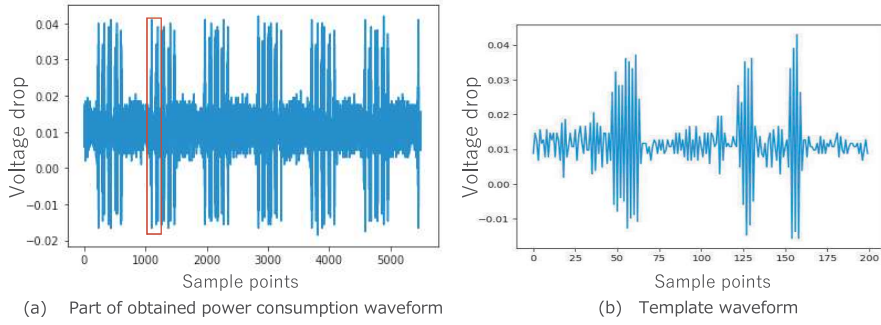 0.04
0.03
0.02
0.01
0.00
−0.01
−0.02
Voltage drop
0 1000 2000 3000 4000 5000
Sample points
(a) Part of obtained power consumption waveform
0.04
0.03
0.02
0.01
0.00
−0.01
Voltage drop
0 25 50 75 100 125 150 175 200
Sample points
(b) Template waveform